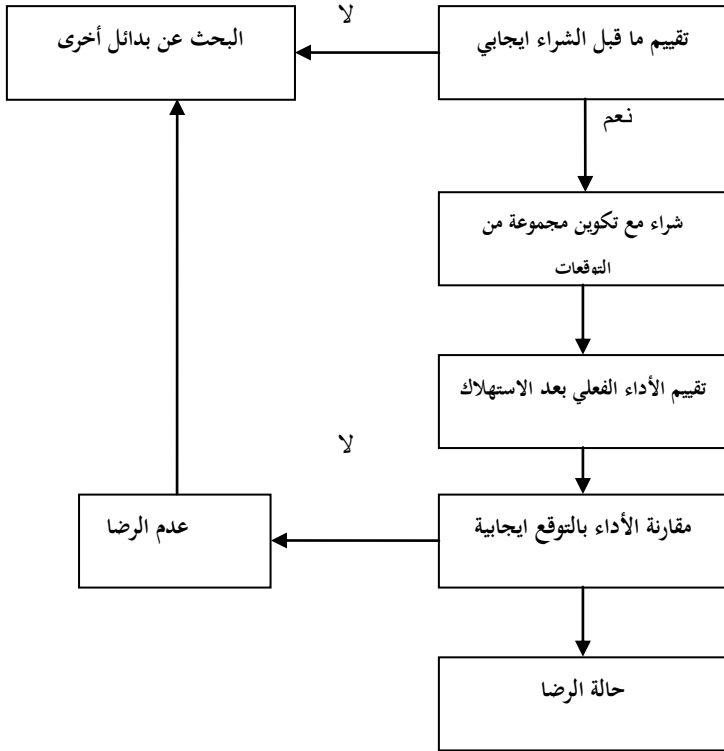 تقييم ما قبل الشراء ايجابي
لا
البحث عن بدائل أخرى
نعم
شراء مع تكوين مجموعة من
التوقعات
تقييم الأداء الفعلي بعد الاستهلاك
لا
مقارنة الأداء بالتوقع ايجابية
عدم الرضا
حالة الرضا